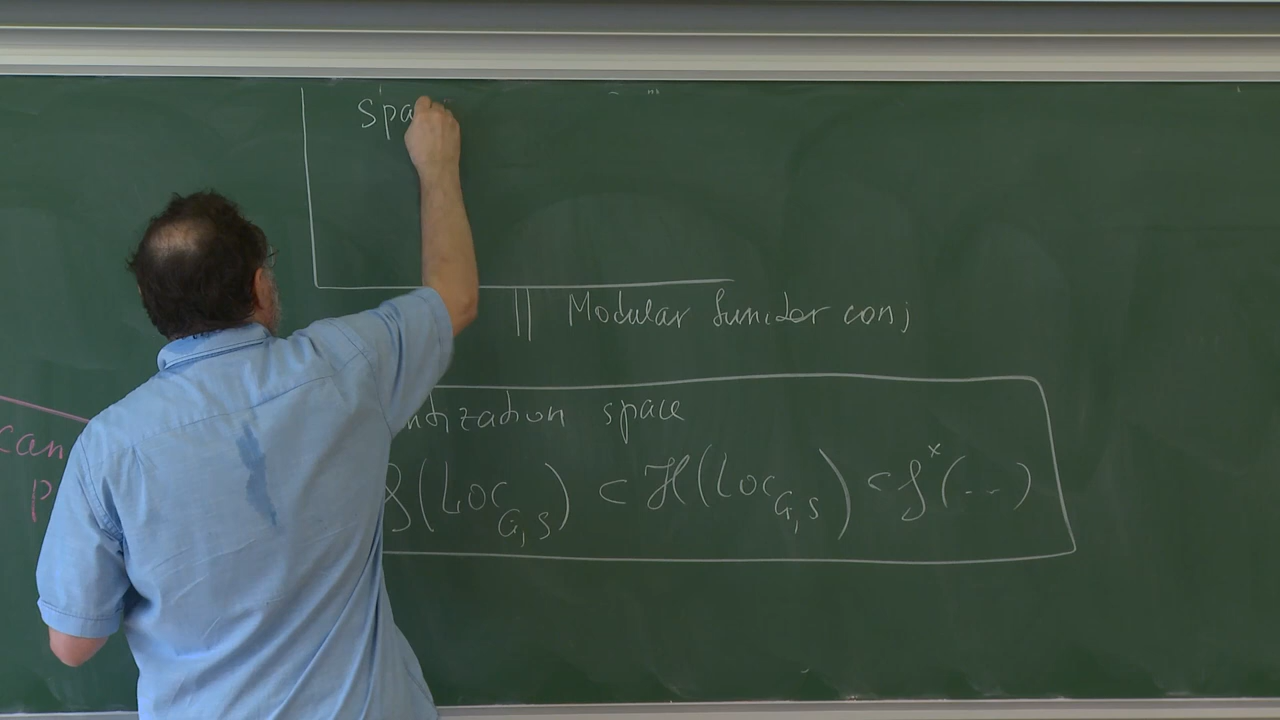 Spa
|| Modular functor conj
ntization space
can
P
S(Loc_{G,S}) ⊂ H(Loc_{G,S}) ⊂ S^x(...)